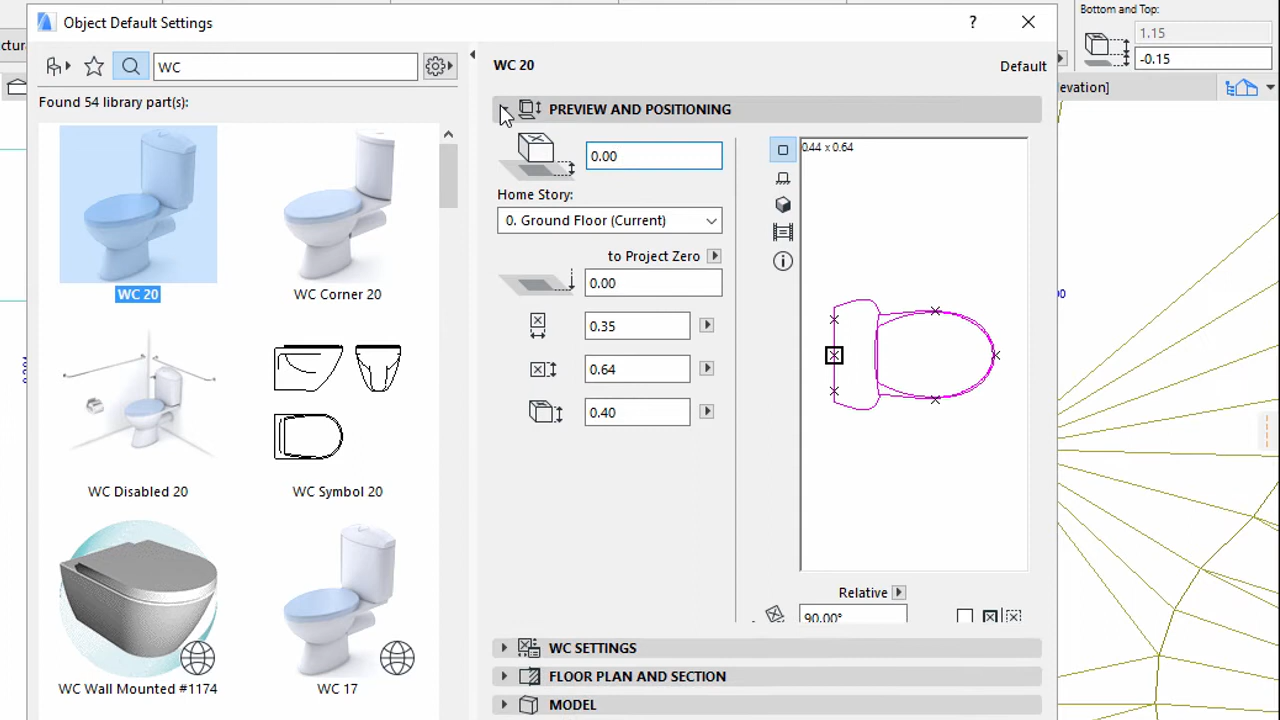 Object Default Settings
?
Bottom and Top:
1.15
-0.15
ctura
WC
WC 20
Default
Found 54 library part(s):
evation]
PREVIEW AND POSITIONING
0.00
0.44 x 0.64
Home Story:
0. Ground Floor (Current)
to Project Zero
0.00
0.35
0.64
0.40
WC 20
WC Corner 20
WC Disabled 20
WC Symbol 20
WC Wall Mounted #1174
WC 17
Relative
90.00°
WC SETTINGS
FLOOR PLAN AND SECTION
MODEL